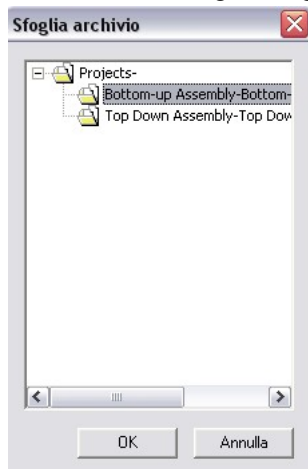 Sfoglia archivio
Projects-
Bottom-up Assembly-Bottom-
Top Down Assembly-Top Dow
OK
Annulla